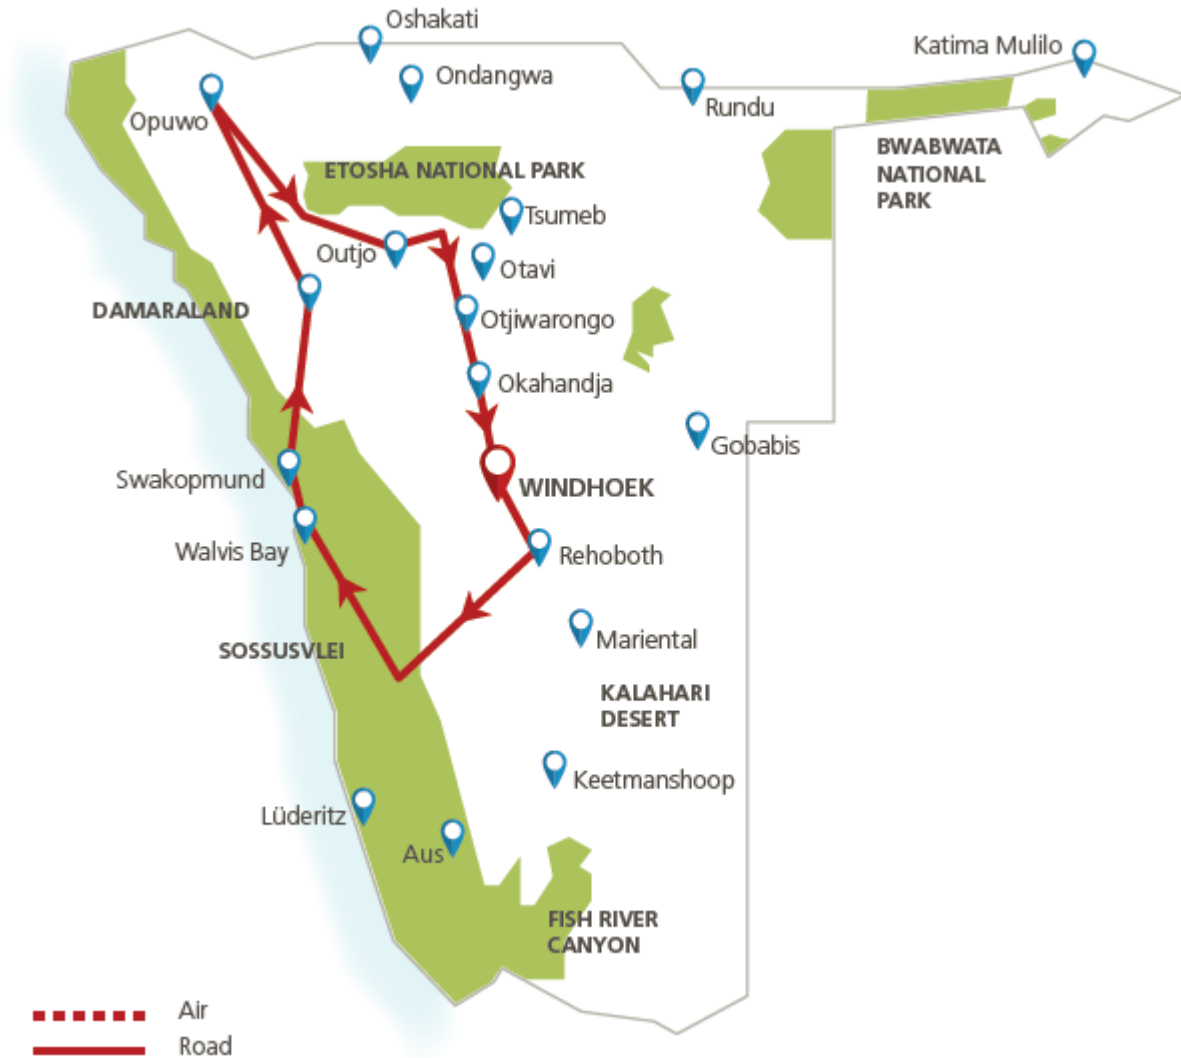 Oshakati
Katima Mulilo
Ondangwa
Rundu
Opuwo
BWABWATA
NATIONAL
PARK
ETOSHA NATIONAL PARK
Tsumeb
Outjo
Otavi
DAMARALAND
Otjiwarongo
Okahandja
Gobabis
Swakopmund
WINDHOEK
Walvis Bay
Rehoboth
Mariental
SOSSUSVLEI
KALAHARI
DESERT
Keetmanshoop
Lüderitz
Aus
FISH RIVER
CANYON
Air
Road